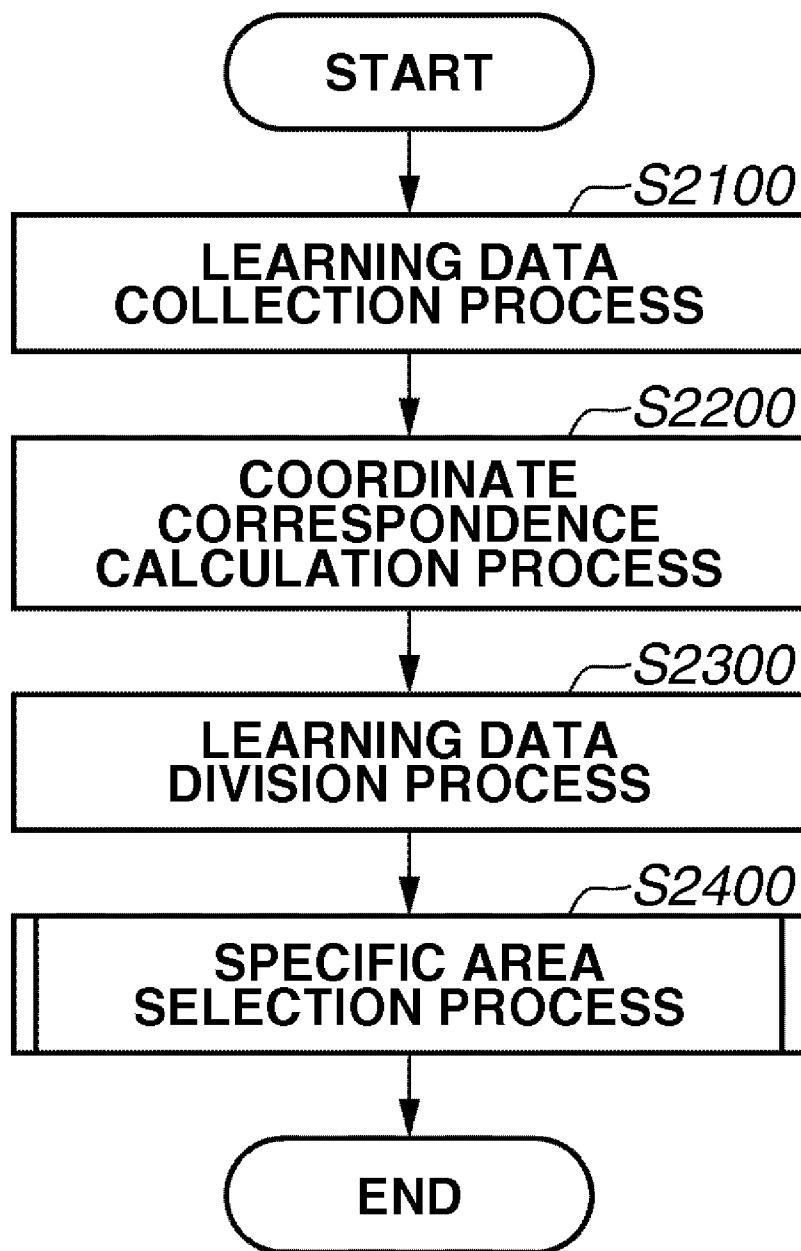 START
S2100
LEARNING DATA
COLLECTION PROCESS
S2200
COORDINATE
CORRESPONDENCE
CALCULATION PROCESS
S2300
LEARNING DATA
DIVISION PROCESS
S2400
SPECIFIC AREA
SELECTION PROCESS
END